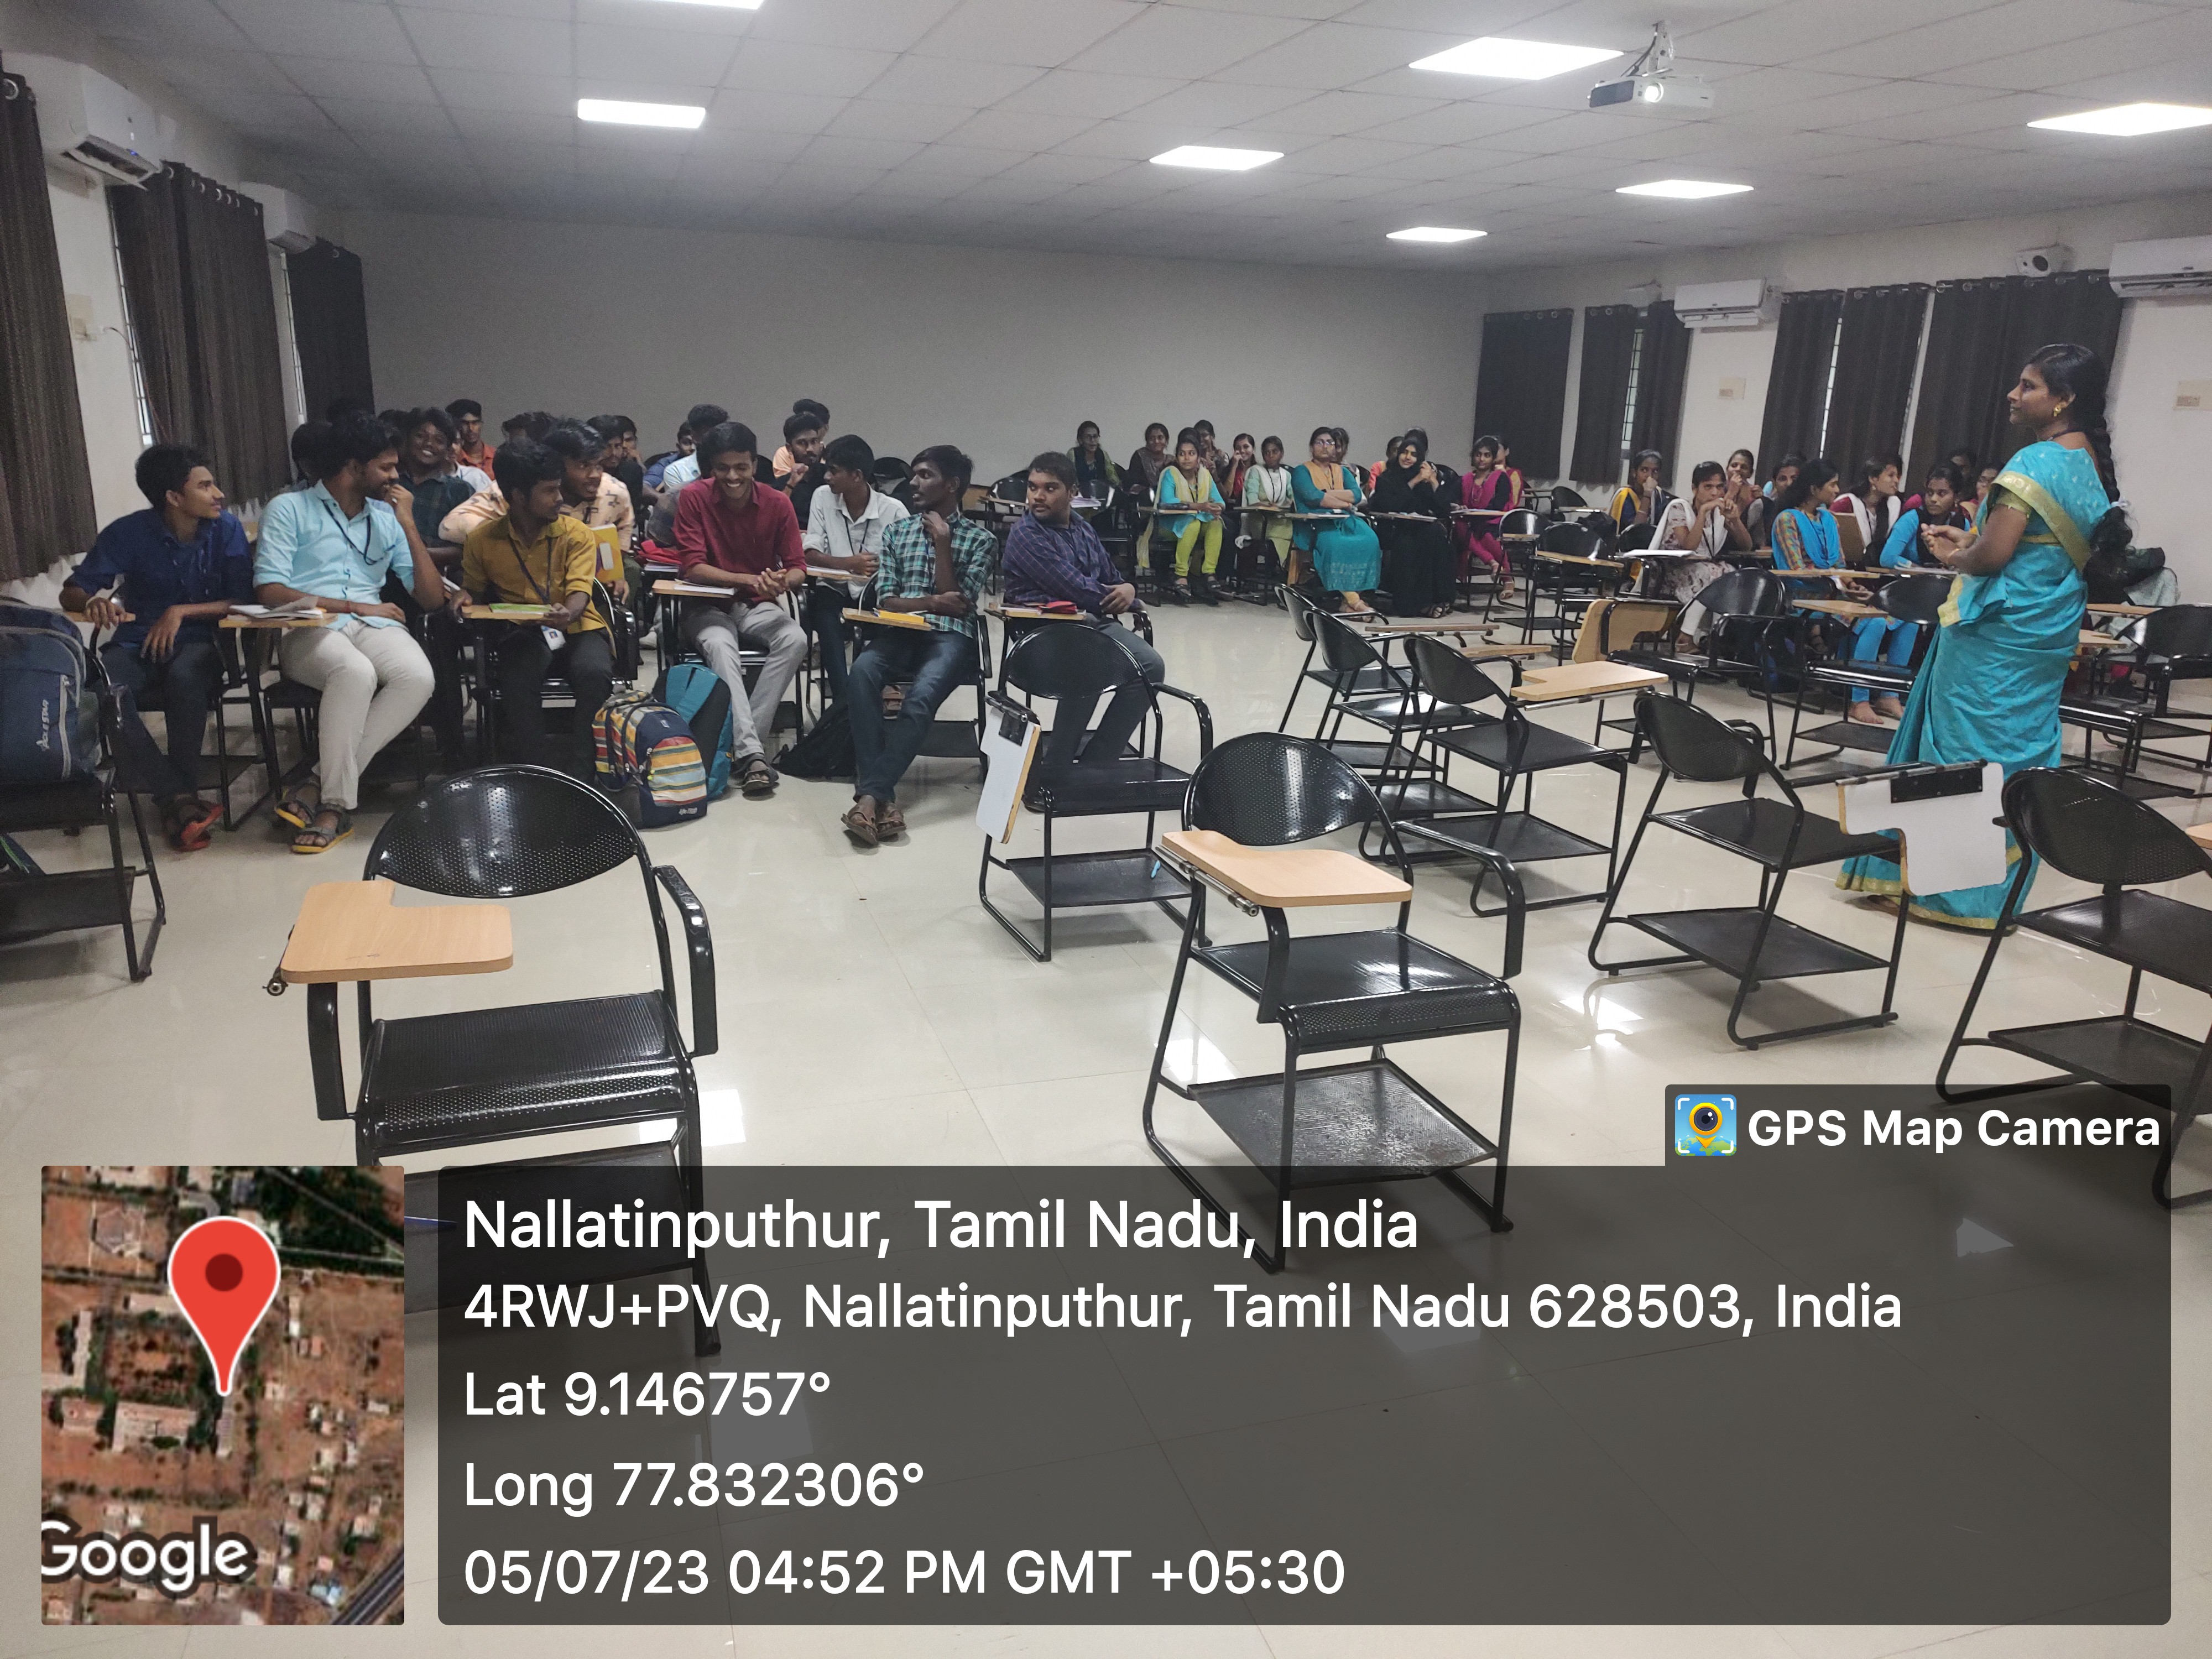 GPS Map Camera
Nallatinputhur, Tamil Nadu, India
4RWJ+PVQ, Nallatinputhur, Tamil Nadu 628503, India
Lat 9.146757°
Long 77.832306°
05/07/23 04:52 PM GMT +05:30
Google